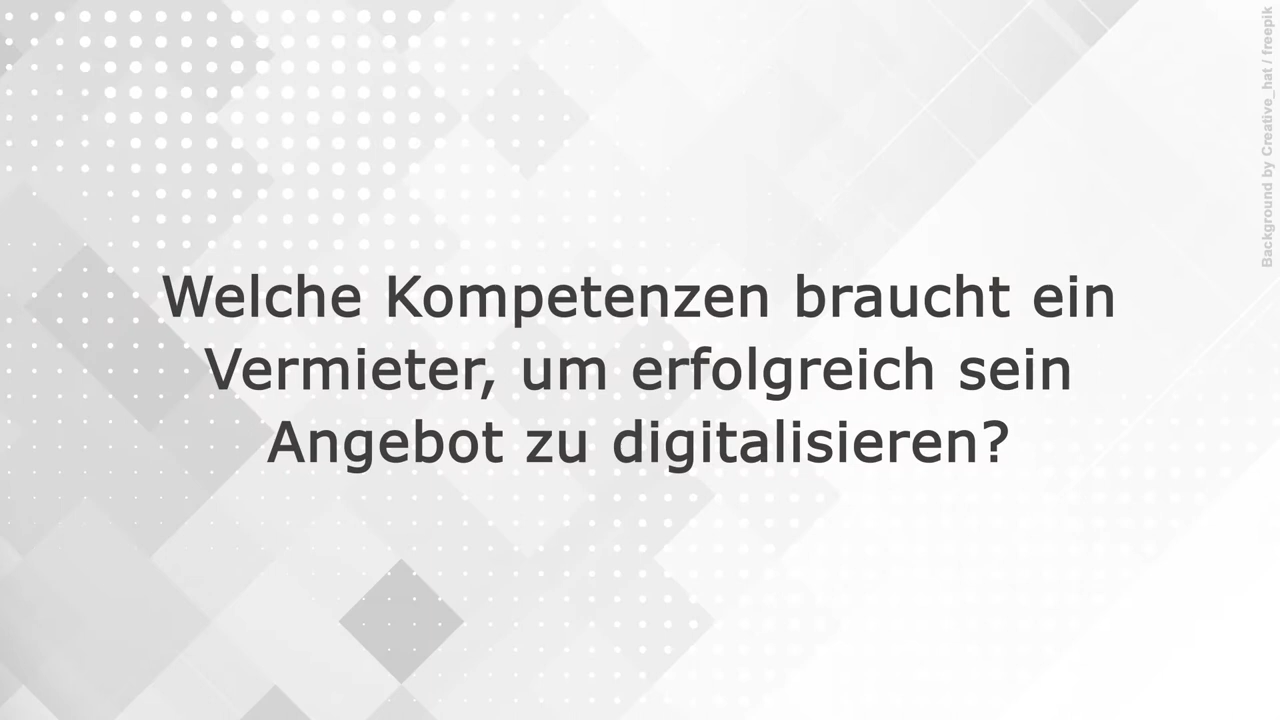 Welche Kompetenzen braucht ein
Vermieter, um erfolgreich sein
Angebot zu digitalisieren?
Background by Creative_hat / freepik